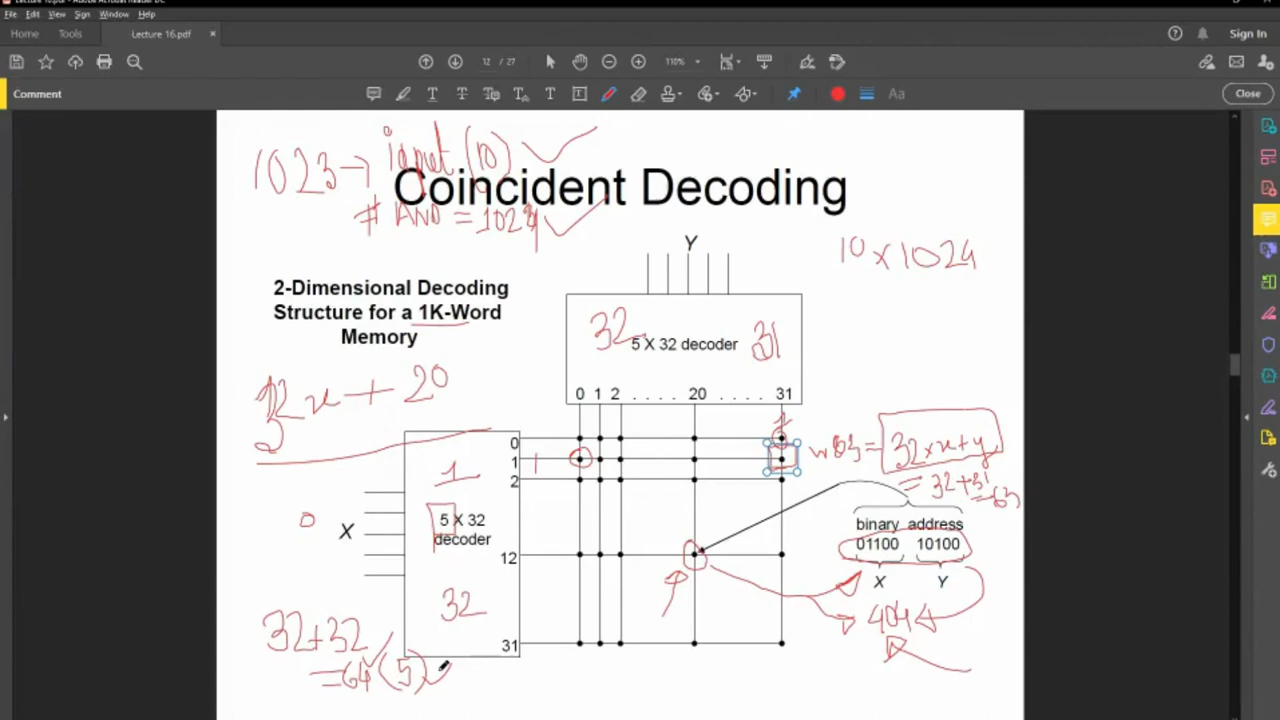 Lecture 16.pdf - Adobe Acrobat Reader DC
File Edit View Sign Window Help
Home Tools Lecture 16.pdf × Sign In
12 / 27 110%
Comment Close
1023→ input (10)
# AND = 1024
Coincident Decoding
10 × 1024
Y
2-Dimensional Decoding
Structure for a 1K-Word
Memory
32 5 X 32 decoder 31
0 1 2 . . . . 20 . . . . 31
32x + 20
1
0
1
2
12
31
1
1
5 X 32
decoder
32
0
X
W63 = 32×x+y
= 32+31
=63
binary address
01100 10100
X Y
404
32+32
=64 (5)